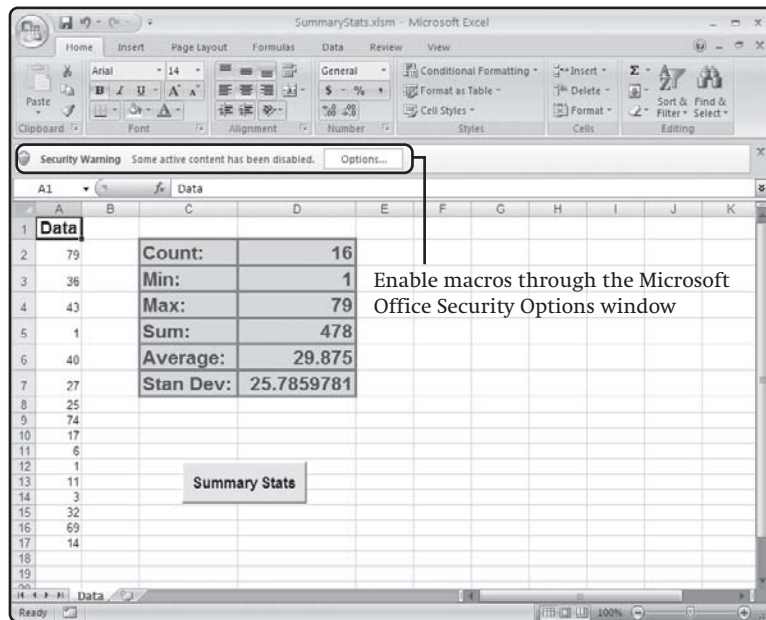 SummaryStats.xlsm - Microsoft Excel
Home Insert Page Layout Formulas Data Review View
Paste
Arial 14
B I U A A
A
General
$ % ,
.0 .00 .00 .0
Conditional Formatting
Format as Table
Cell Styles
Insert
Delete
Format
Σ
Sort & Filter
Find & Select
Clipboard Font Alignment Number Styles Cells Editing
Security Warning Some active content has been disabled. Options...
A1 fx Data
A B C D E F G H I J K
1 Data
2 79 Count: 16
3 36 Min: 1
Enable macros through the Microsoft
Office Security Options window
4 43 Max: 79
5 1 Sum: 478
6 40 Average: 29.875
7 27 Stan Dev: 25.7859781
8 25
9 74
10 17
11 6
12 1
13 11
Summary Stats
14 3
15 32
16 69
17 14
18
19
Data
Ready 100%